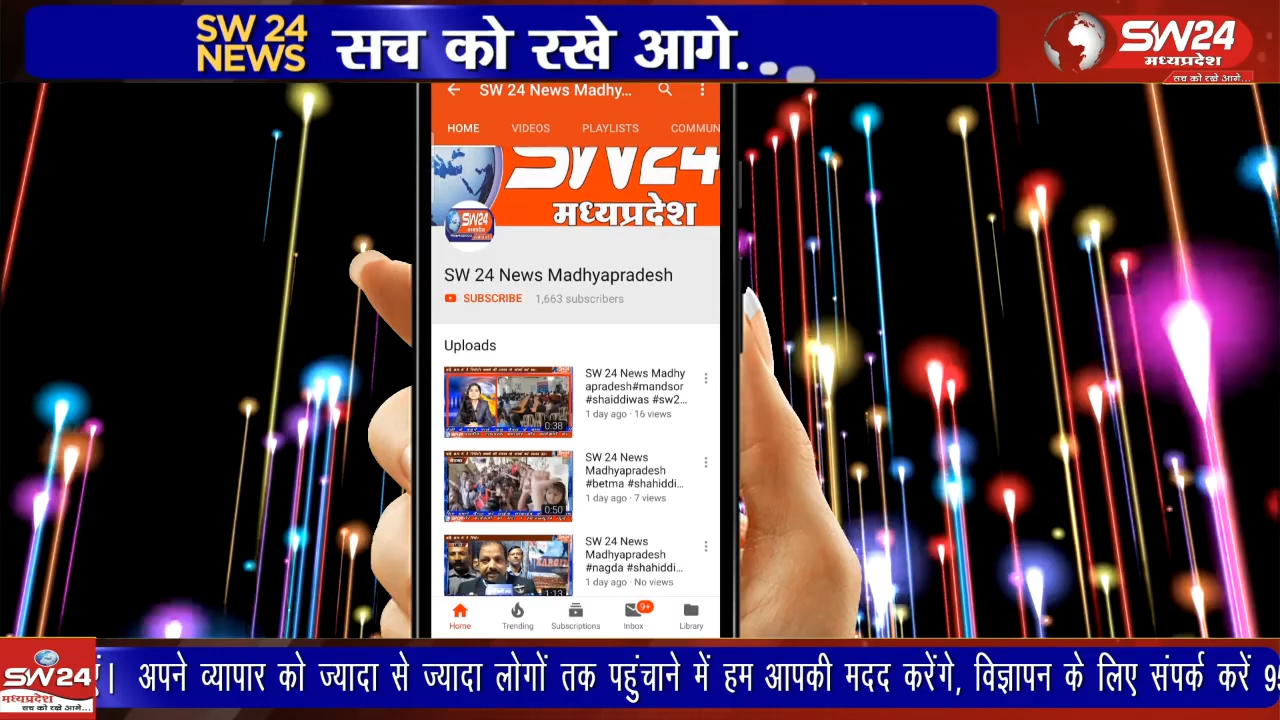 SW 24
NEWS
सच को रखे आगे...
SW24
मध्यप्रदेश
सच को रखे आगे...
SW 24 News Madhy...
HOME VIDEOS PLAYLISTS COMMUN
SW24
मध्यप्रदेश
SW24
SW 24 News Madhyapradesh
SUBSCRIBE 1,663 subscribers
Uploads
SW 24 News Madhy
apradesh#mandsor
#shaiddiwas #sw2...
1 day ago · 16 views
0:38
SW 24 News
Madhyapradesh
#betma #shahiddi...
1 day ago · 7 views
0:50
SW 24 News
Madhyapradesh
#nagda #shahiddi...
1 day ago · No views
1:13
Home Trending Subscriptions Inbox Library
9+
SW24
मध्यप्रदेश
सच को रखे आगे...
अपने व्यापार को ज्यादा से ज्यादा लोगों तक पहुंचाने में हम आपकी मदद करेंगे, विज्ञापन के लिए संपर्क करें 9